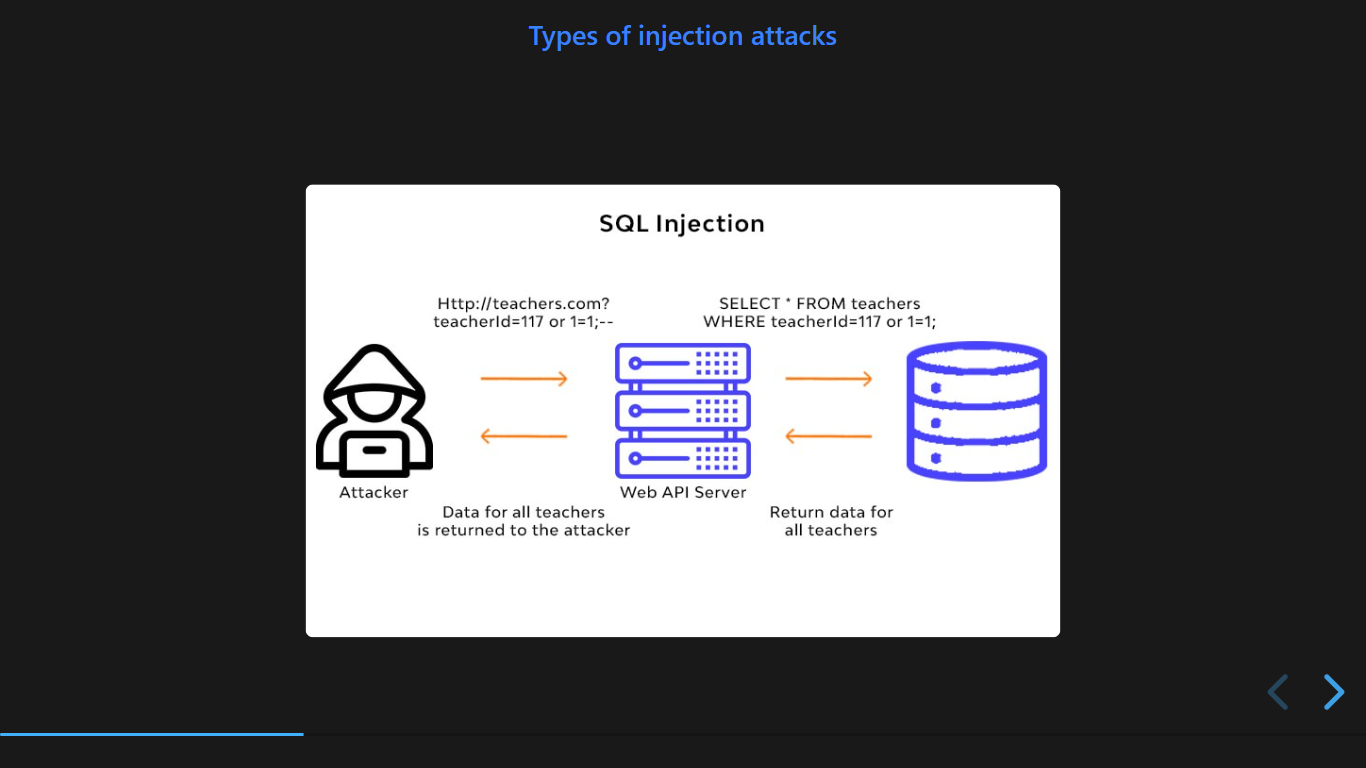 Types of injection attacks
SQL Injection
Http://teachers.com?
teacherId=117 or 1=1;--
SELECT * FROM teachers
WHERE teacherId=117 or 1=1;
Attacker
Web API Server
Data for all teachers
is returned to the attacker
Return data for
all teachers